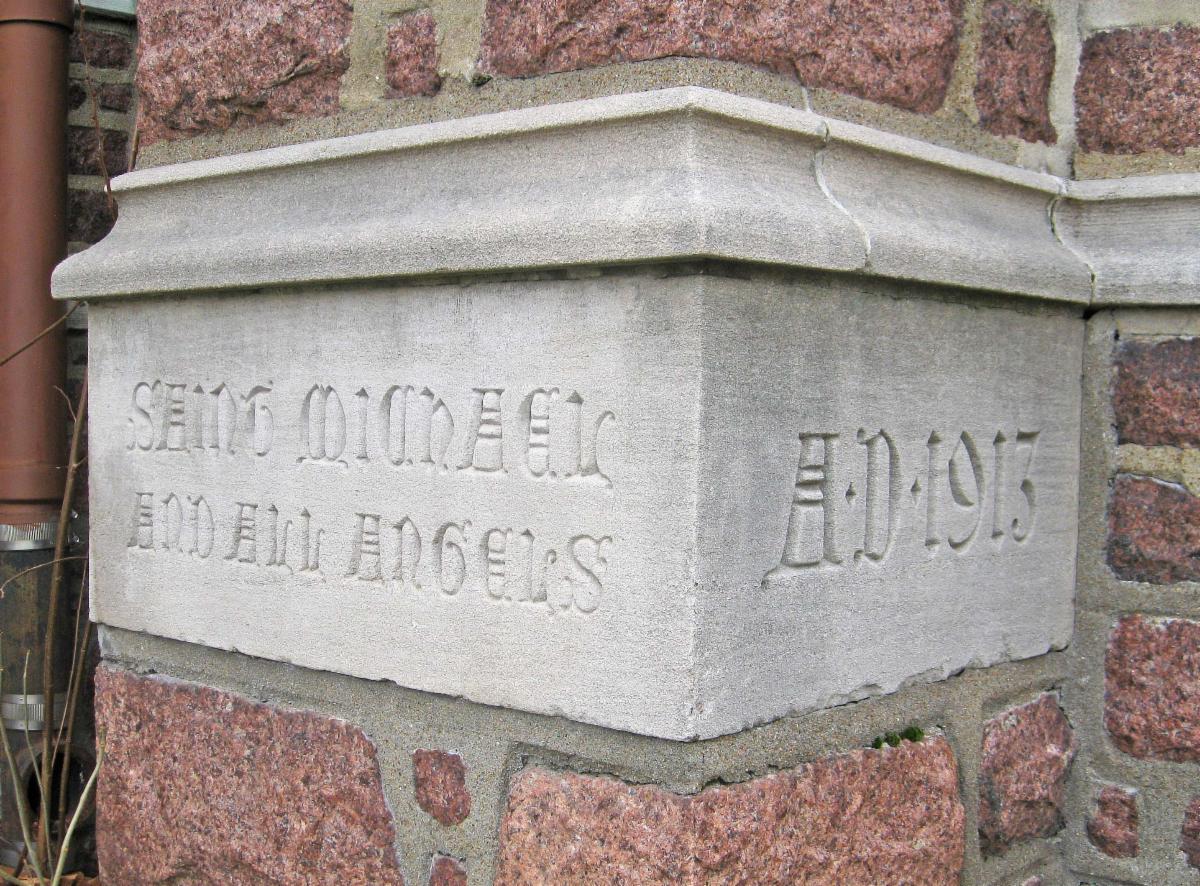 SAINT MICHAEL
AND ALL ANGELS
A·D·1913